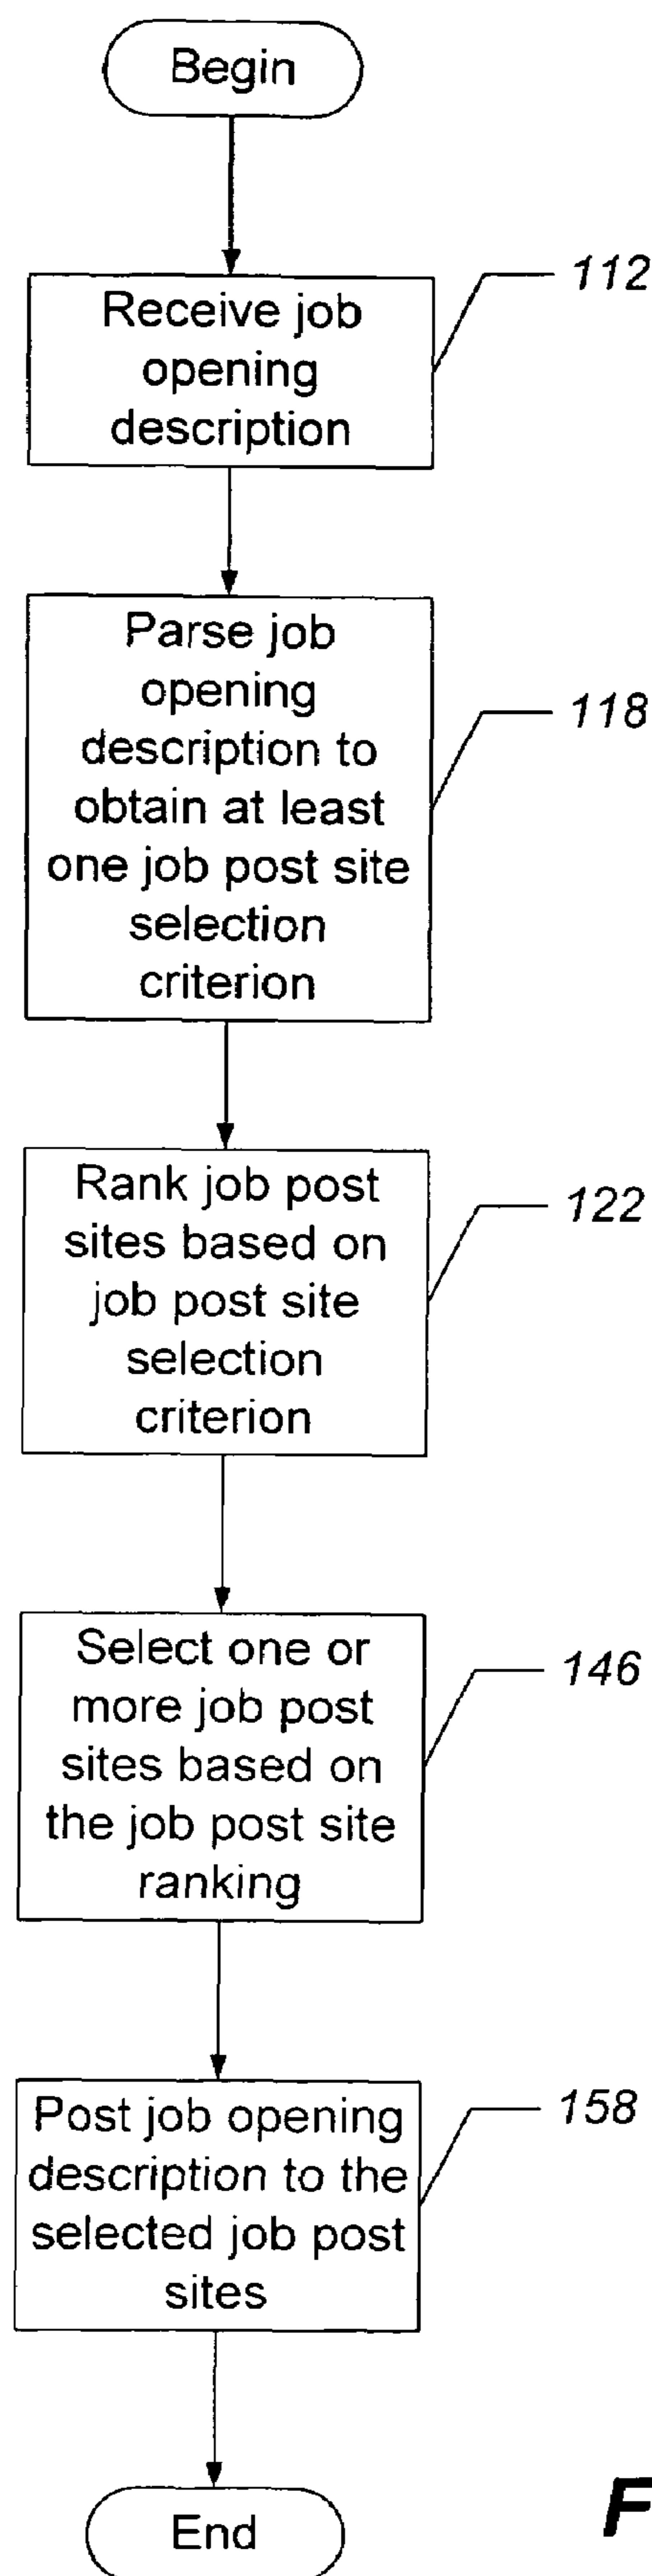 Begin
112
Receive job
opening
description
118
Parse job
opening
description to
obtain at least
one job post site
selection
criterion
122
Rank job post
sites based on
job post site
selection
criterion
146
Select one or
more job post
sites based on
the job post site
ranking
158
Post job opening
description to the
selected job post
sites
End
F